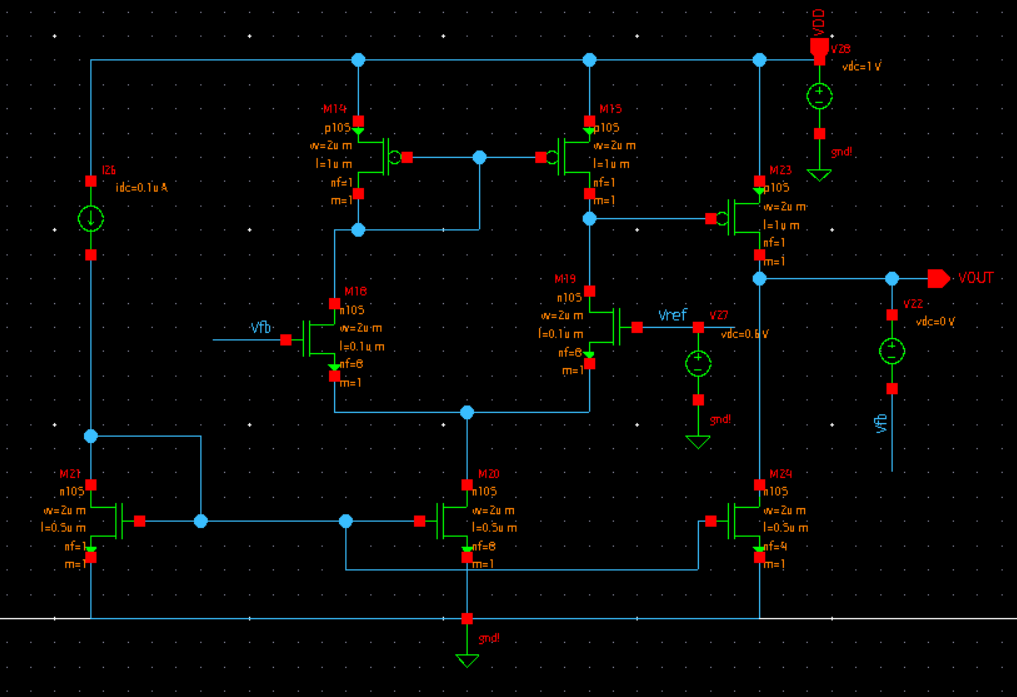 VDD
V28
vdc=1 V
gnd!
M14
p105
w=2u m
l=1u m
nf=1
m=1
M15
p105
w=2u m
l=1u m
nf=1
m=1
I26
idc=0.1u A
M23
p105
w=2u m
l=1u m
nf=1
m=1
VOUT
M18
n105
w=2u m
l=0.1u m
nf=8
m=1
Vfb
M19
n105
w=2u m
l=0.1u m
nf=8
m=1
Vref
V27
vdc=0.6 V
gnd!
V22
vdc=0 V
Vfb
M21
n105
w=2u m
l=0.5u m
nf=1
m=1
M20
n105
w=2u m
l=0.5u m
nf=8
m=1
M24
n105
w=2u m
l=0.5u m
nf=4
m=1
gnd!